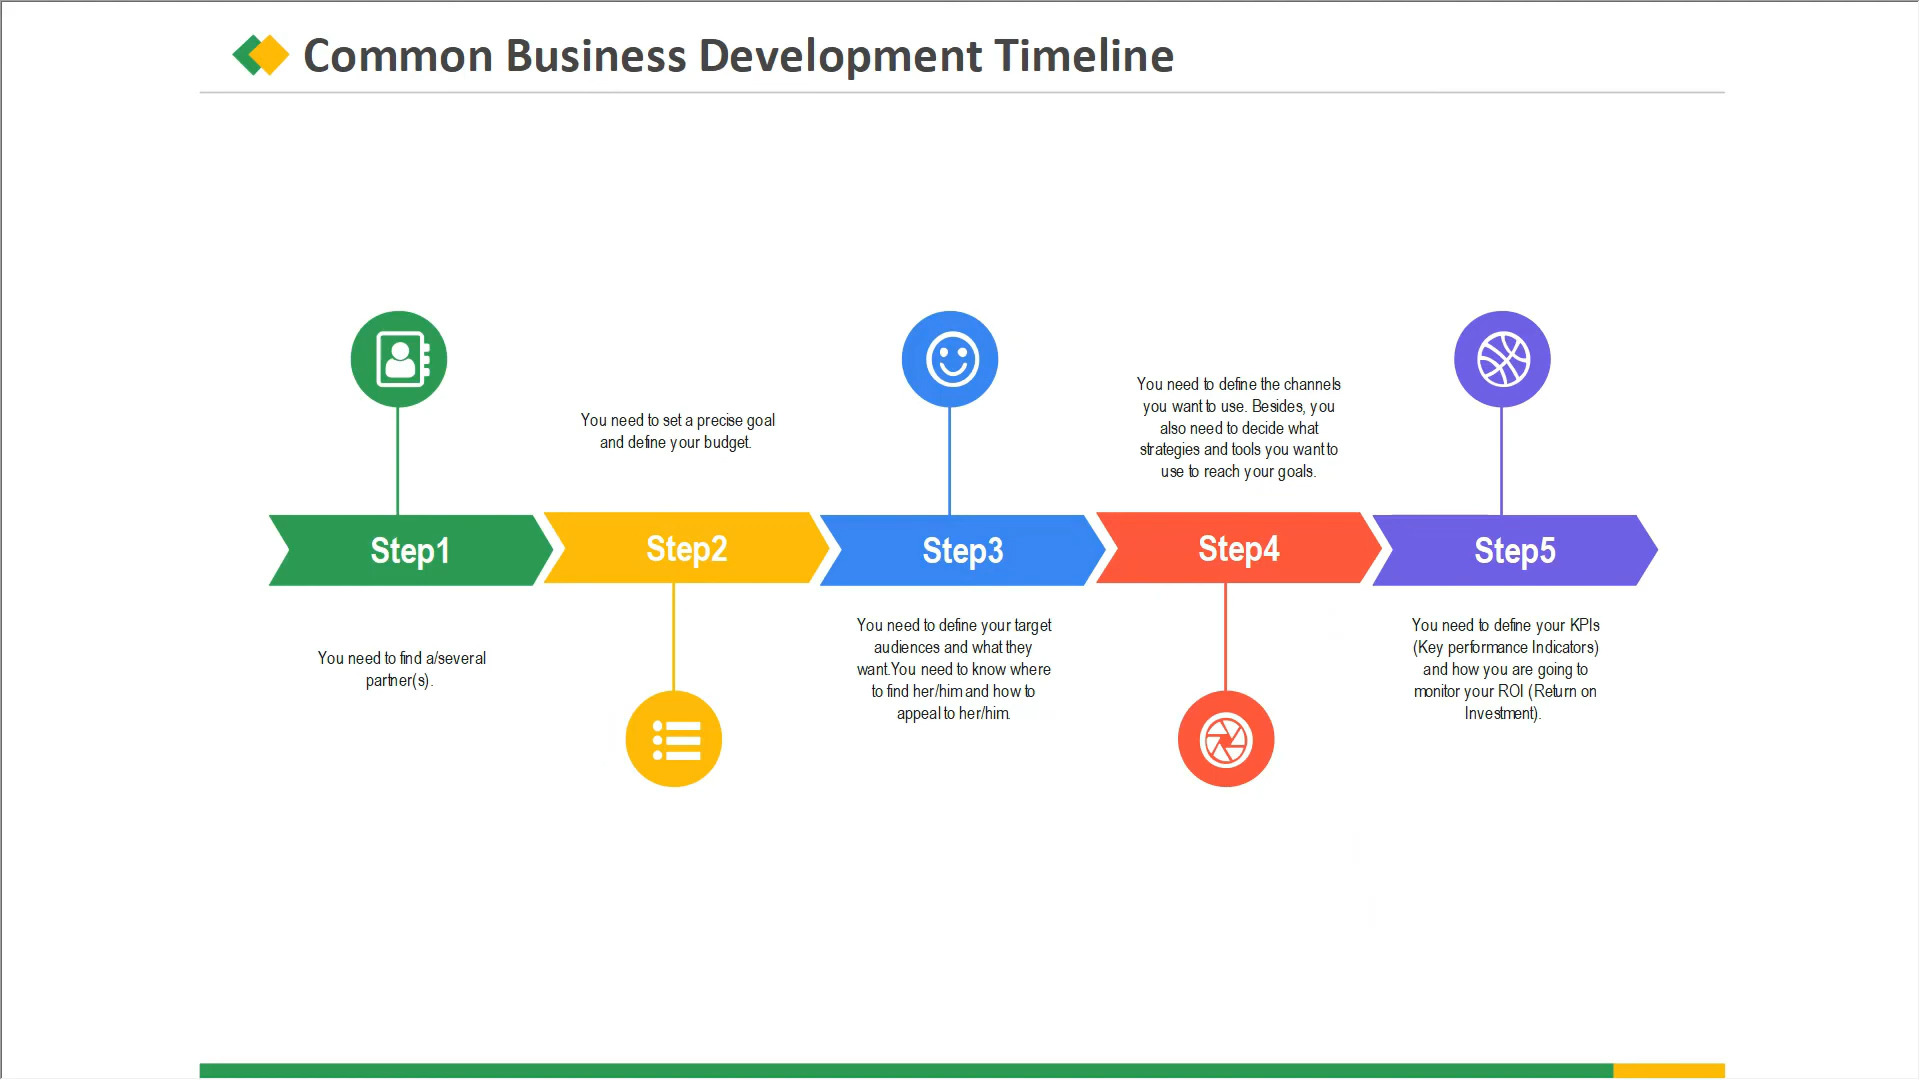 Common Business Development Timeline
You need to define the channels
you want to use. Besides, you
also need to decide what
strategies and tools you want to
use to reach your goals.
You need to set a precise goal
and define your budget.
Step1
Step2
Step3
Step4
Step5
You need to find a/several
partner(s).
You need to define your target
audiences and what they
want.You need to know where
to find her/him and how to
appeal to her/him.
You need to define your KPIs
(Key performance Indicators)
and how you are going to
monitor your ROI (Return on
Investment).